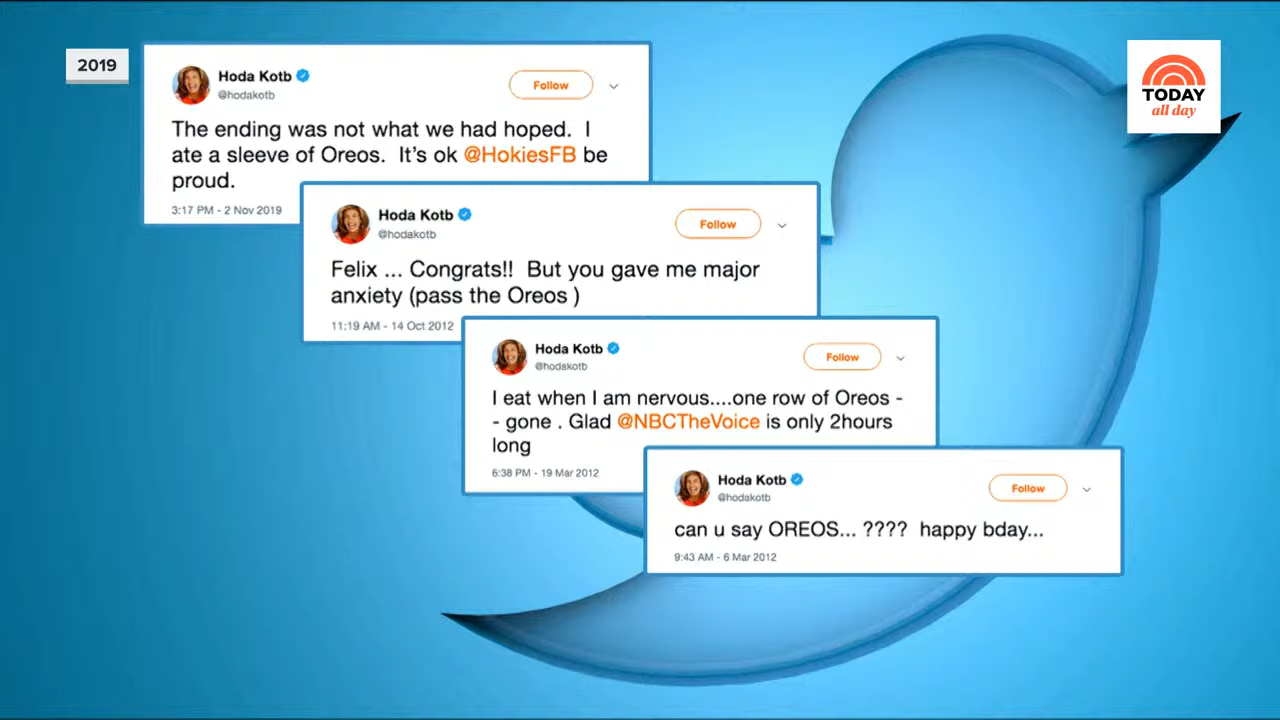 2019
Hoda Kotb
@hodakotb
Follow
The ending was not what we had hoped.  I
ate a sleeve of Oreos.  It's ok @HokiesFB be
proud.
3:17 PM - 2 Nov 2019
TODAY
all day
Hoda Kotb
@hodakotb
Follow
Felix ... Congrats!!  But you gave me major
anxiety (pass the Oreos )
11:19 AM - 14 Oct 2012
Hoda Kotb
@hodakotb
Follow
I eat when I am nervous....one row of Oreos -
- gone . Glad @NBCTheVoice is only 2hours
long
6:38 PM - 19 Mar 2012
Hoda Kotb
@hodakotb
Follow
can u say OREOS... ????  happy bday...
9:43 AM - 6 Mar 2012